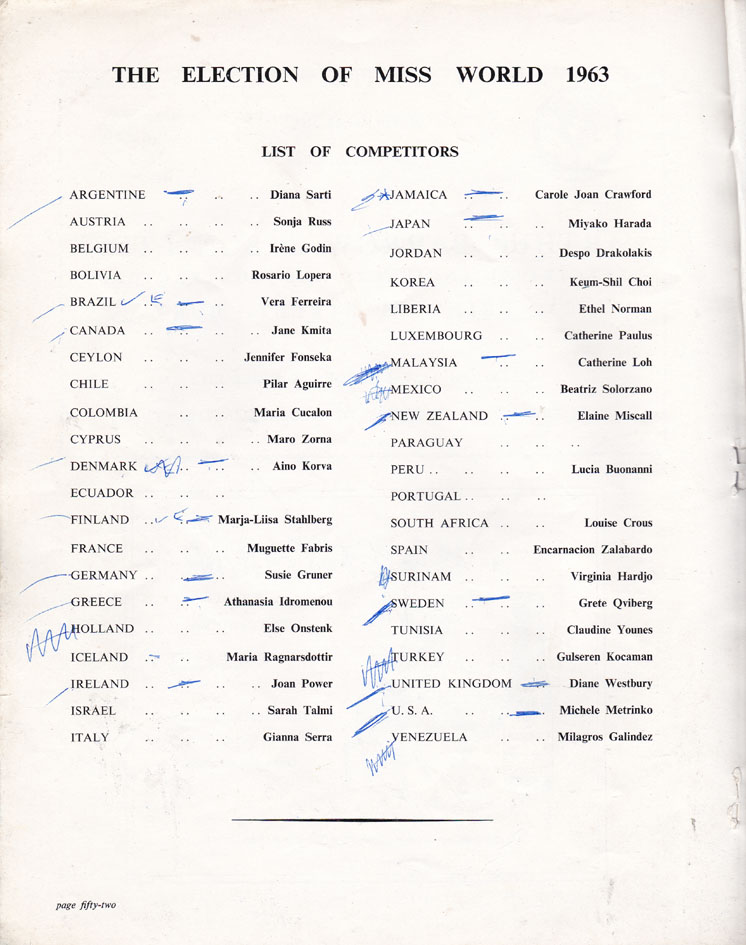 THE ELECTION OF MISS WORLD 1963
LIST OF COMPETITORS
ARGENTINE .. .. .. Diana Sarti
AUSTRIA .. .. .. .. Sonja Russ
BELGIUM .. .. .. .. Irène Godin
BOLIVIA .. .. .. Rosario Lopera
BRAZIL .. .. .. Vera Ferreira
CANADA .. .. .. Jane Kmita
CEYLON .. .. .. Jennifer Fonseka
CHILE .. .. .. Pilar Aguirre
COLOMBIA .. .. Maria Cucalon
CYPRUS .. .. .. Maro Zorna
DENMARK .. .. .. Aino Korva
ECUADOR .. .. ..
FINLAND .. .. Marja-Liisa Stahlberg
FRANCE .. .. .. Muguette Fabris
GERMANY .. .. .. Susie Gruner
GREECE .. .. Athanasia Idromenou
HOLLAND .. .. .. Else Onstenk
ICELAND .. .. Maria Ragnarsdottir
IRELAND .. .. .. Joan Power
ISRAEL .. .. .. Sarah Talmi
ITALY .. .. .. Gianna Serra
JAMAICA .. .. Carole Joan Crawford
JAPAN .. .. .. Miyako Harada
JORDAN .. .. .. Despo Drakolakis
KOREA .. .. .. Keum-Shil Choi
LIBERIA .. .. .. Ethel Norman
LUXEMBOURG .. .. Catherine Paulus
MALAYSIA .. .. Catherine Loh
MEXICO .. .. .. Beatriz Solorzano
NEW ZEALAND .. .. Elaine Miscall
PARAGUAY .. .. ..
PERU .. .. .. .. Lucia Buonanni
PORTUGAL .. .. ..
SOUTH AFRICA .. .. Louise Crous
SPAIN .. .. Encarnacion Zalabardo
SURINAM .. .. .. Virginia Hardjo
SWEDEN .. .. .. Grete Qviberg
TUNISIA .. .. .. Claudine Younes
TURKEY .. .. .. Gulseren Kocaman
UNITED KINGDOM .. Diane Westbury
U. S. A. .. .. Michele Metrinko
VENEZUELA .. .. Milagros Galindez
page fifty-two